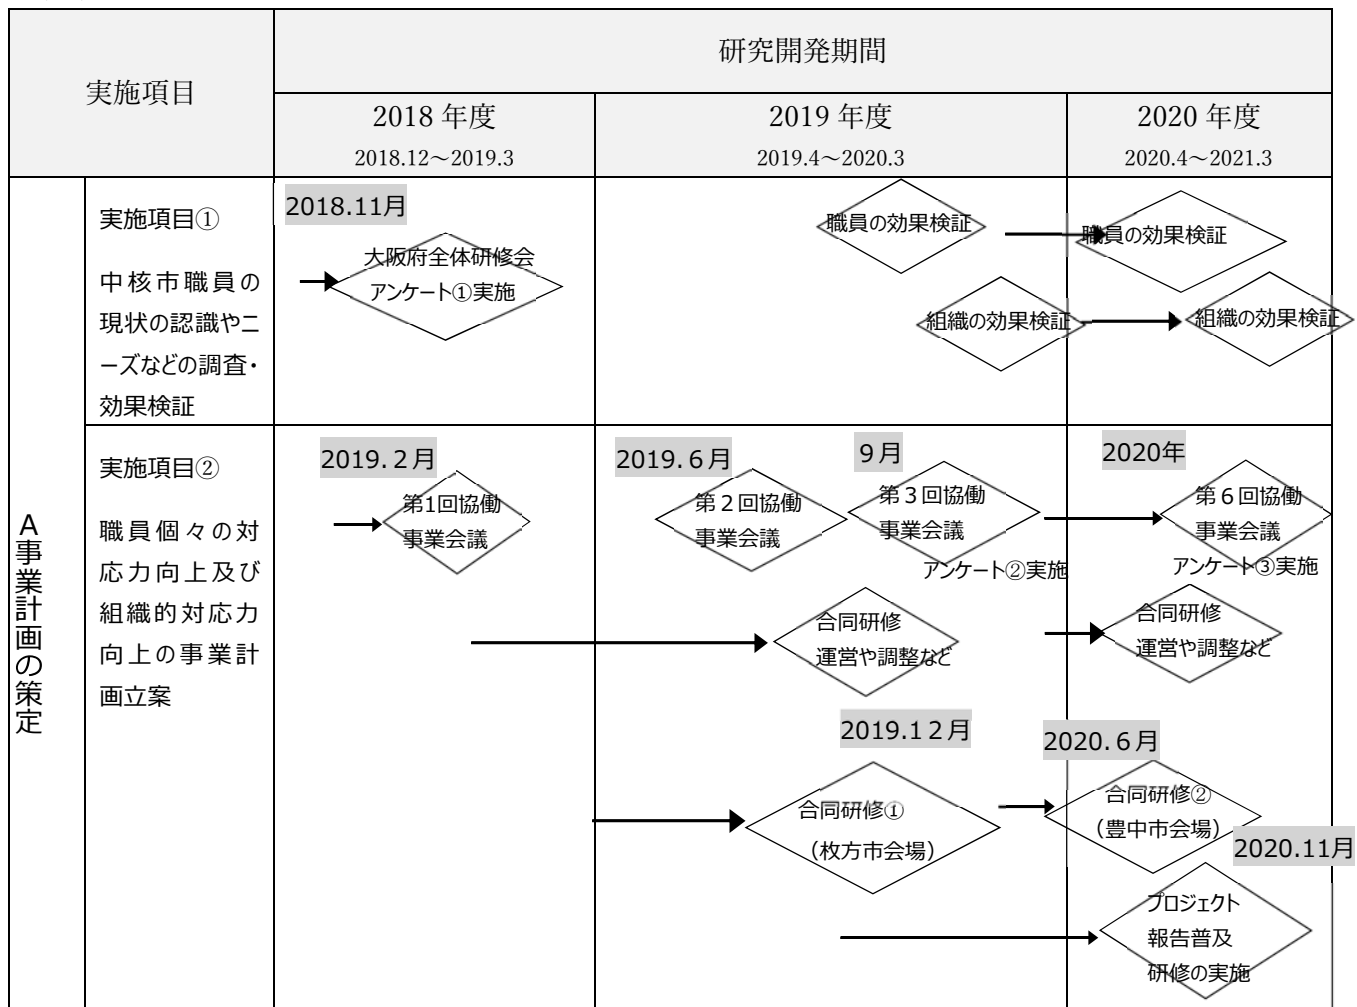 実施項目
研究開発期間
2018 年度
2018.12～2019.3
2019 年度
2019.4～2020.3
2020 年度
2020.4～2021.3
A事業計画の策定
実施項目①
中核市職員の
現状の認識やニ
ーズなどの調査・
効果検証
2018.11月
大阪府全体研修会
アンケート①実施
職員の効果検証
職員の効果検証
組織の効果検証
組織の効果検証
実施項目②
職員個々の対
応力向上及び
組織的対応力
向上の事業計
画立案
2019.２月
第1回協働
事業会議
2019.６月
第２回協働
事業会議
９月
第３回協働
事業会議
アンケート②実施
2020年
第６回協働
事業会議
アンケート③実施
合同研修
運営や調整など
合同研修
運営や調整など
2019.1２月
合同研修①
（枚方市会場）
2020.６月
合同研修②
（豊中市会場）
2020.11月
プロジェクト
報告普及
研修の実施